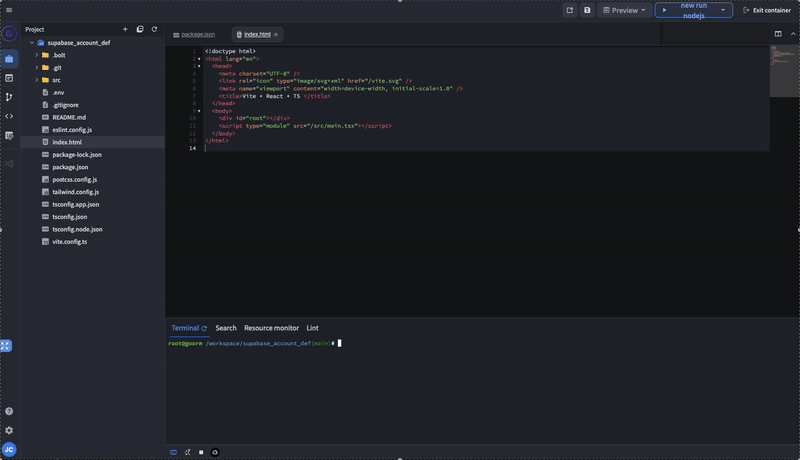 Preview
new run nodejs
Exit container
Project
package.json
index.html
supabase_account_def
.bolt
.git
src
.env
.gitignore
README.md
eslint.config.js
index.html
package-lock.json
package.json
postcss.config.js
tailwind.config.js
tsconfig.app.json
tsconfig.json
tsconfig.node.json
vite.config.ts
1 <!doctype html>
2 <html lang="en">
3 <head>
4 <meta charset="UTF-8" />
5 <link rel="icon" type="image/svg+xml" href="/vite.svg" />
6 <meta name="viewport" content="width=device-width, initial-scale=1.0" />
7 <title>Vite + React + TS </title>
8 </head>
9 <body>
10 <div id="root"></div>
11 <script type="module" src="/src/main.tsx"></script>
12 </body>
13 </html>
14
Terminal Search Resource monitor Lint
root@goorm /workspace/supabase_account_def(main)#
JC